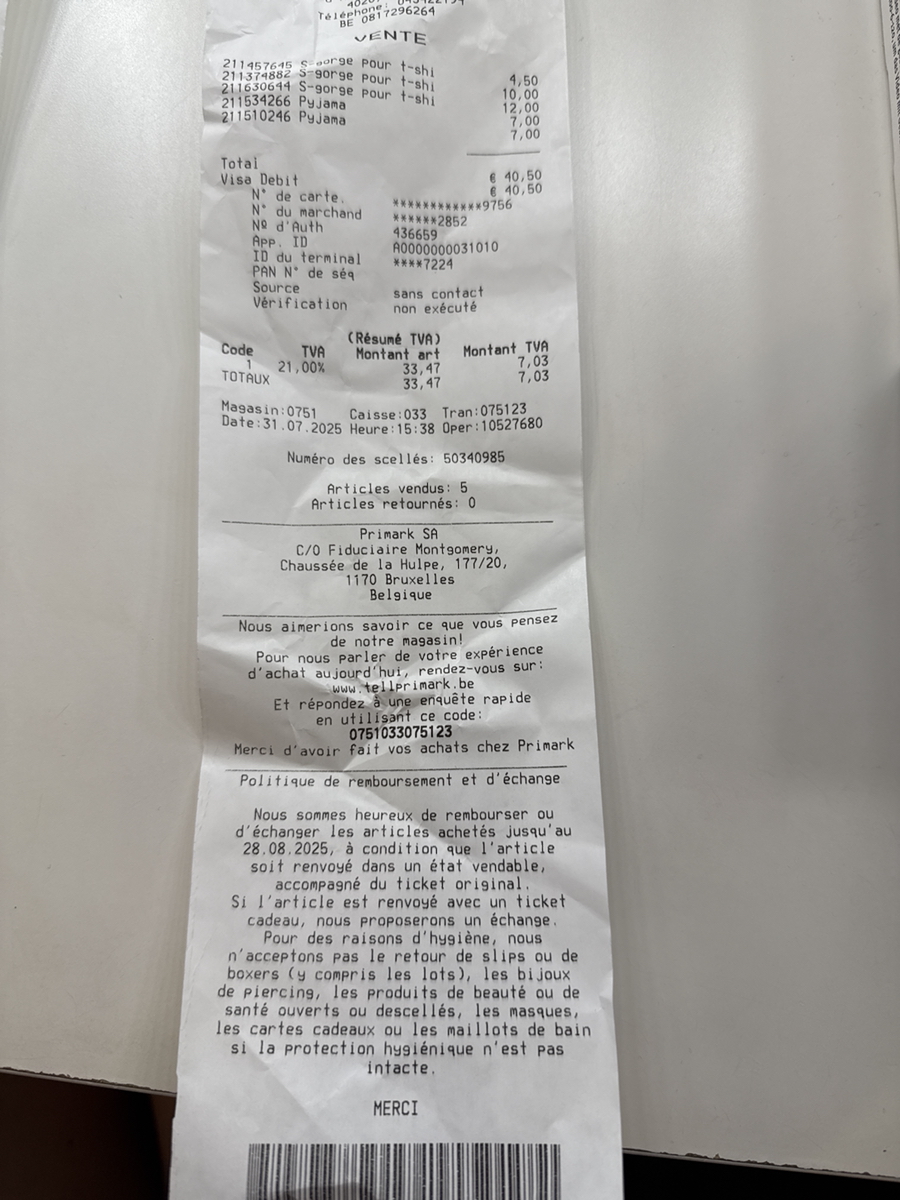 Téléphone:
BE 0817296264
VENTE
211457645 S-gorge pour t-shi 4,50
211374882 S-gorge pour t-shi 10,00
211630644 S-gorge pour t-shi 12,00
211534266 Pyjama 7,00
211510246 Pyjama 7,00
Total € 40,50
Visa Debit € 40,50
N° de carte. ************9756
N° du marchand ******2852
Nº d'Auth 436659
App. ID A0000000031010
ID du terminal ****7224
PAN N° de séq
Source sans contact
Vérification non exécuté
(Résumé TVA)
Code TVA Montant art Montant TVA
1 21,00% 33,47 7,03
TOTAUX 33,47 7,03
Magasin:0751 Caisse:033 Tran:075123
Date:31.07.2025 Heure:15:38 Oper:10527680
Numéro des scellés: 50340985
Articles vendus: 5
Articles retournés: 0
Primark SA
C/O Fiduciaire Montgomery,
Chaussée de la Hulpe, 177/20,
1170 Bruxelles
Belgique
Nous aimerions savoir ce que vous pensez
de notre magasin!
Pour nous parler de votre expérience
d'achat aujourd'hui, rendez-vous sur:
www.tellprimark.be
Et répondez à une enquête rapide
en utilisant ce code:
0751033075123
Merci d'avoir fait vos achats chez Primark
Politique de remboursement et d'échange
Nous sommes heureux de rembourser ou
d'échanger les articles achetés jusqu'au
28.08.2025, à condition que l'article
soit renvoyé dans un état vendable,
accompagné du ticket original.
Si l'article est renvoyé avec un ticket
cadeau, nous proposerons un échange.
Pour des raisons d'hygiène, nous
n'acceptons pas le retour de slips ou de
boxers (y compris les lots), les bijoux
de piercing, les produits de beauté ou de
santé ouverts ou descellés, les masques,
les cartes cadeaux ou les maillots de bain
si la protection hygiénique n'est pas
intacte.
MERCI